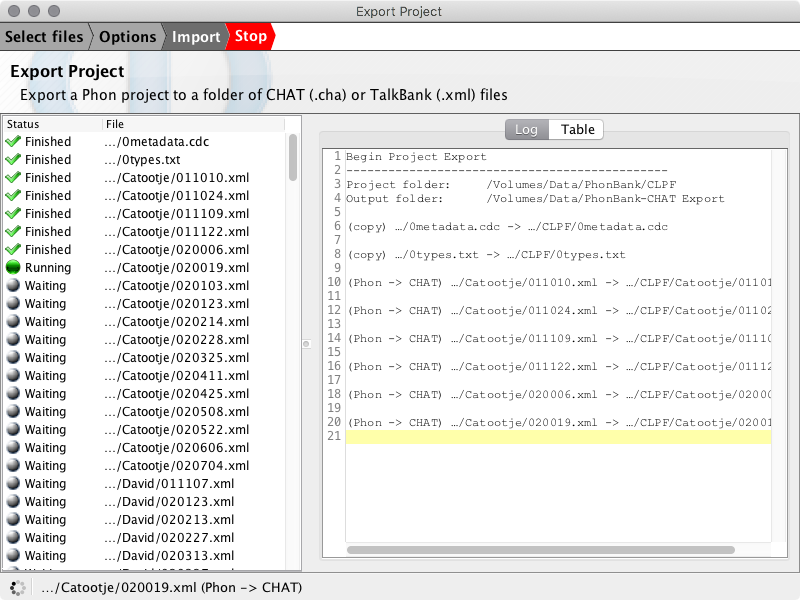 Export Project
Select files Options Import Stop
Export Project
Export a Phon project to a folder of CHAT (.cha) or TalkBank (.xml) files
Status File
Finished …/0metadata.cdc
Finished …/0types.txt
Finished …/Catootje/011010.xml
Finished …/Catootje/011024.xml
Finished …/Catootje/011109.xml
Finished …/Catootje/011122.xml
Finished …/Catootje/020006.xml
Running …/Catootje/020019.xml
Waiting …/Catootje/020103.xml
Waiting …/Catootje/020123.xml
Waiting …/Catootje/020214.xml
Waiting …/Catootje/020228.xml
Waiting …/Catootje/020325.xml
Waiting …/Catootje/020411.xml
Waiting …/Catootje/020425.xml
Waiting …/Catootje/020508.xml
Waiting …/Catootje/020522.xml
Waiting …/Catootje/020606.xml
Waiting …/Catootje/020704.xml
Waiting …/David/011107.xml
Waiting …/David/020123.xml
Waiting …/David/020213.xml
Waiting …/David/020227.xml
Waiting …/David/020313.xml
Log Table
1 Begin Project Export
2 ----------------------------------------------
3 Project folder: /Volumes/Data/PhonBank/CLPF
4 Output folder: /Volumes/Data/PhonBank-CHAT Export
5
6 (copy) …/0metadata.cdc -> …/CLPF/0metadata.cdc
7
8 (copy) …/0types.txt -> …/CLPF/0types.txt
9
10 (Phon -> CHAT) …/Catootje/011010.xml -> …/CLPF/Catootje/01101
11
12 (Phon -> CHAT) …/Catootje/011024.xml -> …/CLPF/Catootje/01102
13
14 (Phon -> CHAT) …/Catootje/011109.xml -> …/CLPF/Catootje/01110
15
16 (Phon -> CHAT) …/Catootje/011122.xml -> …/CLPF/Catootje/01112
17
18 (Phon -> CHAT) …/Catootje/020006.xml -> …/CLPF/Catootje/02000
19
20 (Phon -> CHAT) …/Catootje/020019.xml -> …/CLPF/Catootje/02001
21
…/Catootje/020019.xml (Phon -> CHAT)